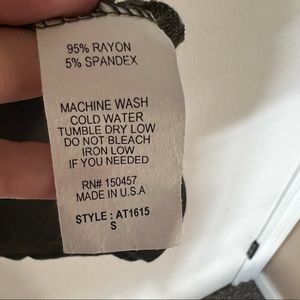 95% RAYON
5% SPANDEX
MACHINE WASH
COLD WATER
TUMBLE DRY LOW
DO NOT BLEACH
IRON LOW
IF YOU NEEDED
RN# 150457
MADE IN U.S.A
STYLE : AT1615
S